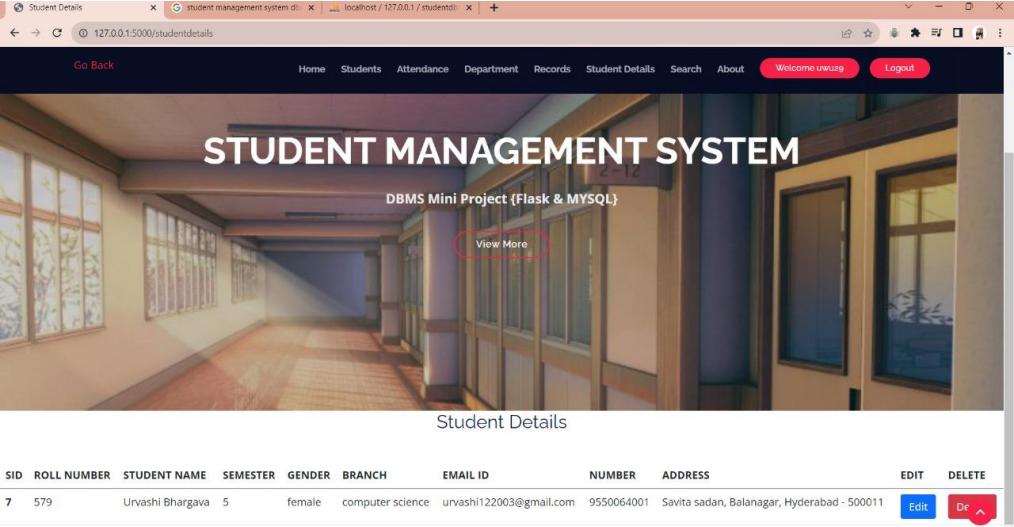 Student Details
student management system db
localhost / 127.0.0.1 / studentdb
127.0.0.1:5000/studentdetails
Go Back Home Students Attendance Department Records Student Details Search About Welcome uwu29 Logout
STUDENT MANAGEMENT SYSTEM
2-12
DBMS Mini Project {Flask & MYSQL}
View More
Student Details
SID ROLL NUMBER STUDENT NAME SEMESTER GENDER BRANCH EMAIL ID NUMBER ADDRESS EDIT DELETE
7 579 Urvashi Bhargava 5 female computer science urvashi122003@gmail.com 9550064001 Savita sadan, Balanagar, Hyderabad - 500011 Edit